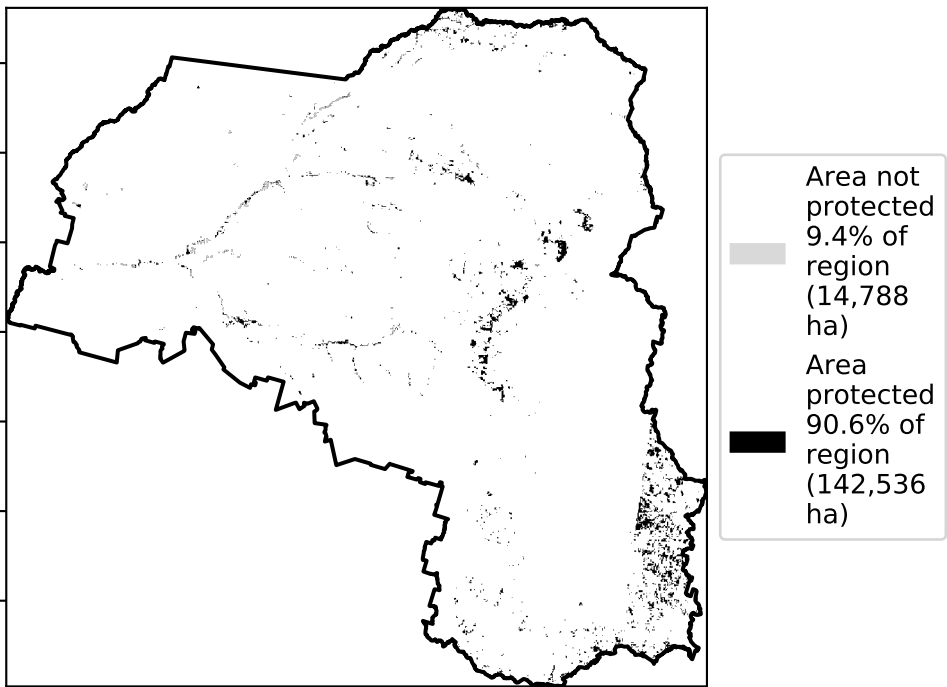 Area not
protected
9.4% of
region
(14,788
ha)
Area
protected
90.6% of
region
(142,536
ha)